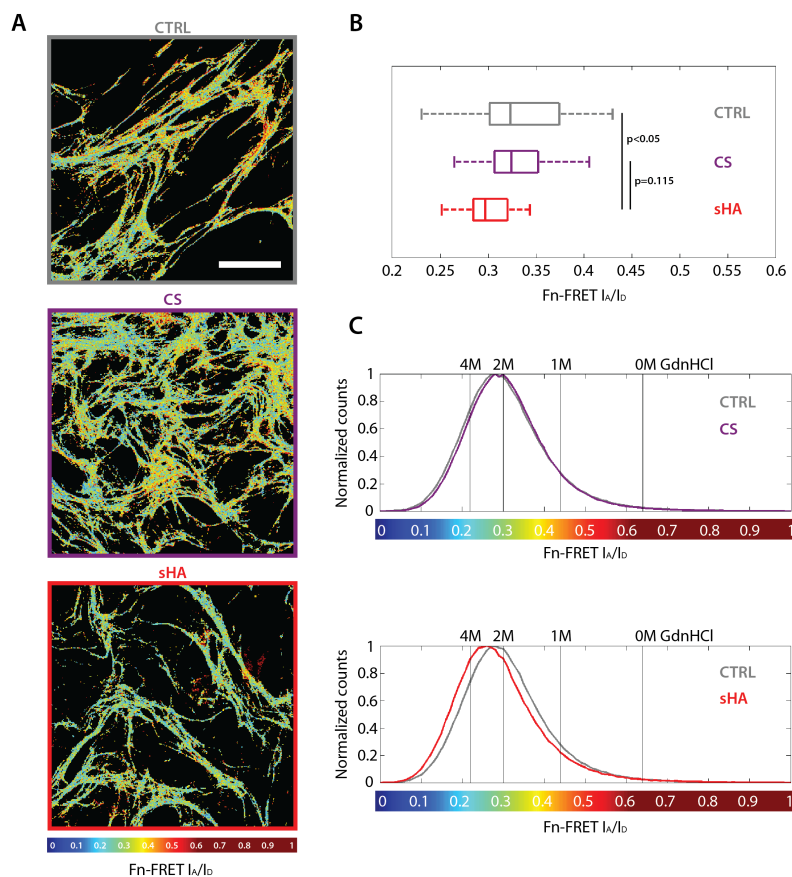 A
CTRL
CS
sHA
0 0.1 0.2 0.3 0.4 0.5 0.6 0.7 0.8 0.9 1
Fn-FRET IA/ID
B
CTRL
CS
sHA
p<0.05
p=0.115
0.2 0.25 0.3 0.35 0.4 0.45 0.5 0.55 0.6
Fn-FRET IA/ID
C
4M 2M 1M 0M GdnHCl
Normalized counts
1
0.8
0.6
0.4
0.2
0
CTRL
CS
0 0.1 0.2 0.3 0.4 0.5 0.6 0.7 0.8 0.9 1
Fn-FRET IA/ID
4M 2M 1M 0M GdnHCl
Normalized counts
1
0.8
0.6
0.4
0.2
0
CTRL
sHA
0 0.1 0.2 0.3 0.4 0.5 0.6 0.7 0.8 0.9 1
Fn-FRET IA/ID